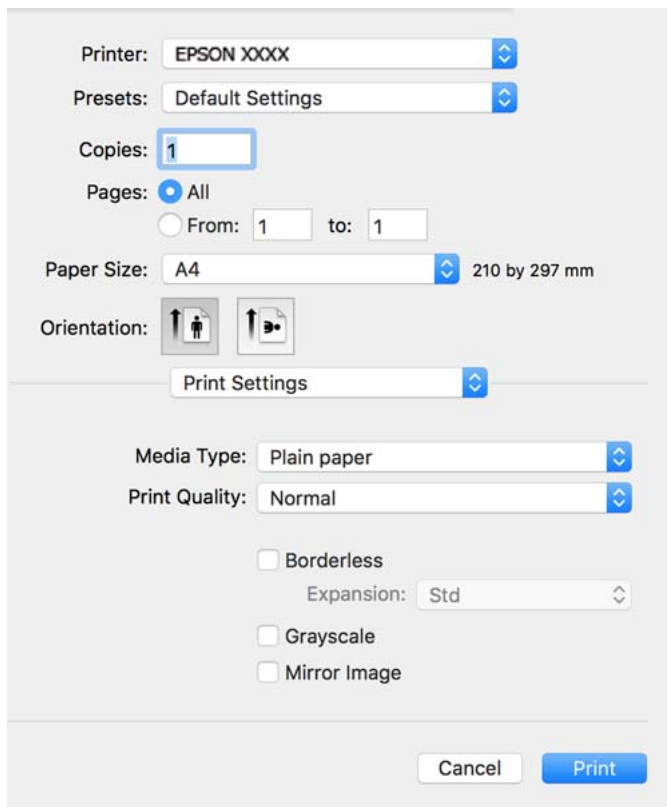 Printer: EPSON XXXX
Presets: Default Settings
Copies: 1
Pages: All
From: 1 to: 1
Paper Size: A4 210 by 297 mm
Orientation:
Print Settings
Media Type: Plain paper
Print Quality: Normal
Borderless
Expansion: Std
Grayscale
Mirror Image
Cancel Print